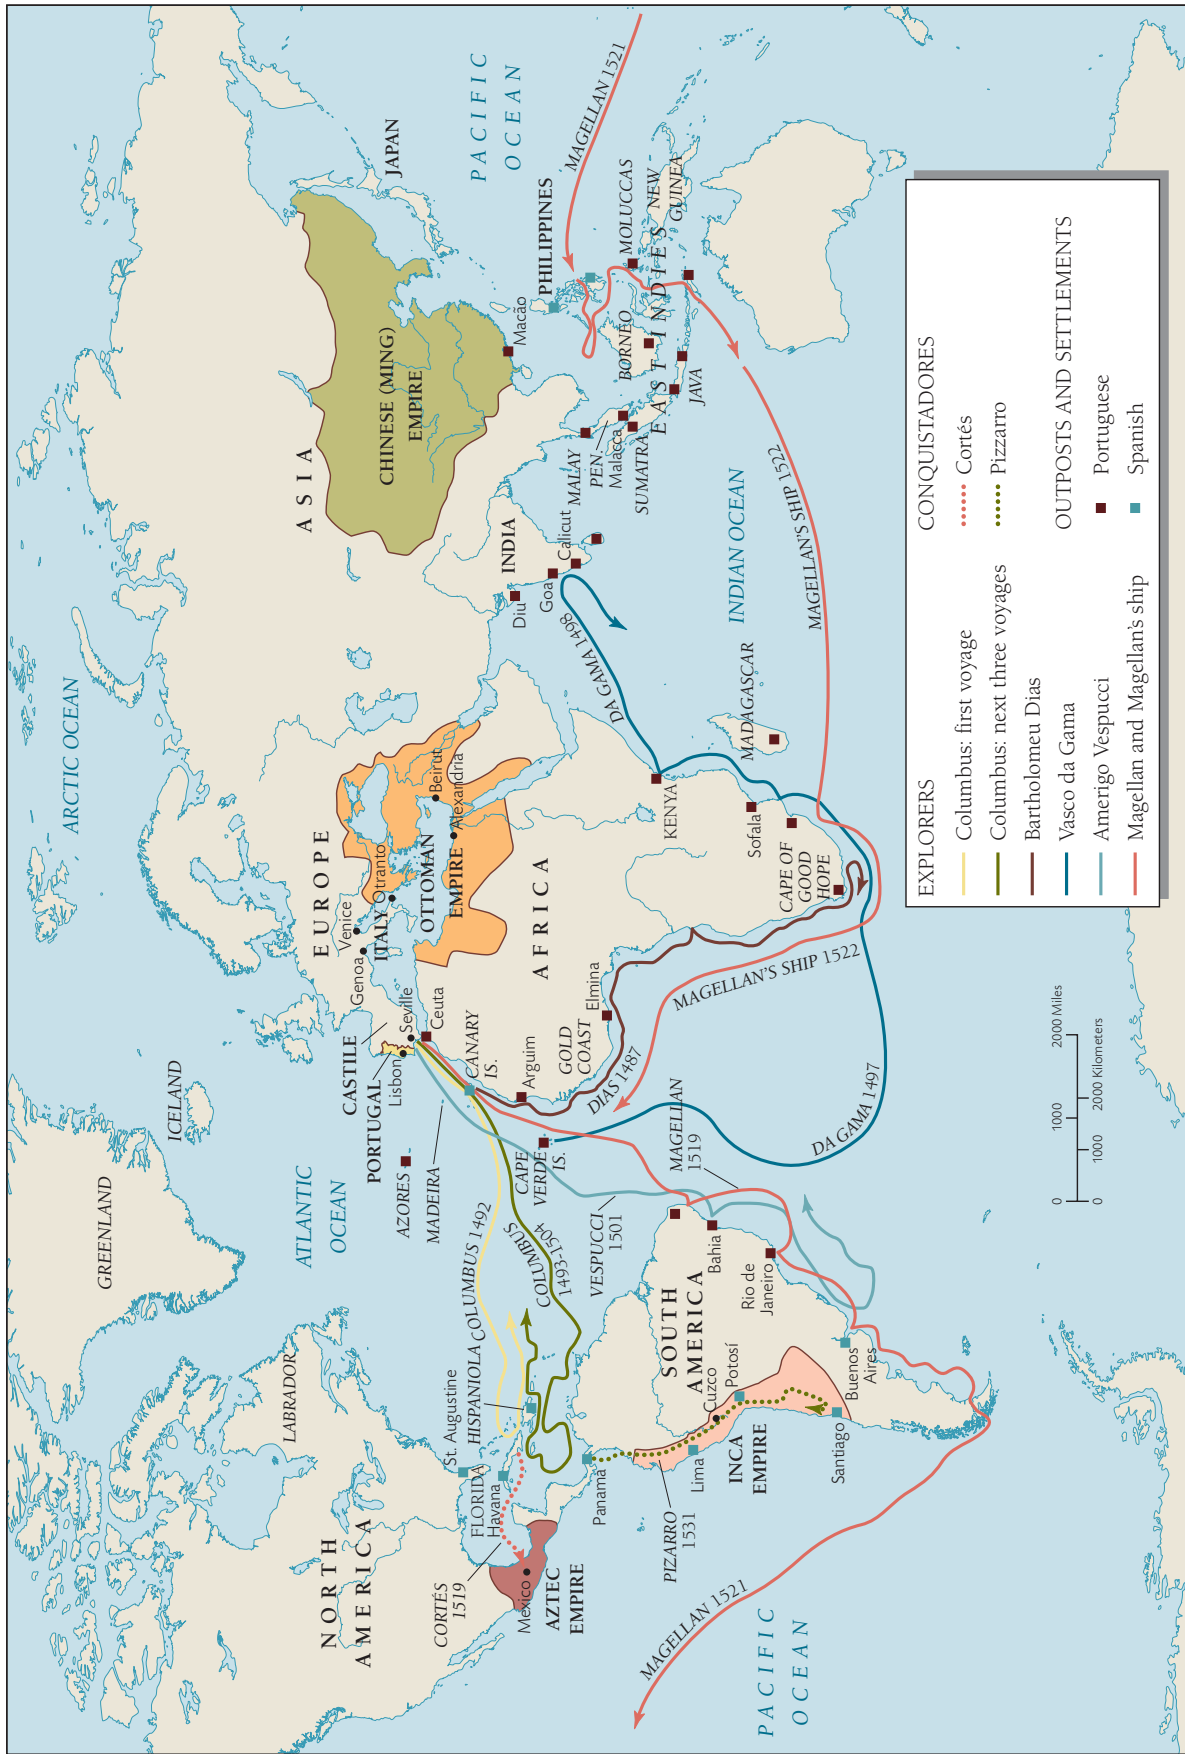 ARCTIC OCEAN
GREENLAND
ICELAND
LABRADOR
NORTH
AMERICA
ATLANTIC
OCEAN
EUROPE
ASIA
JAPAN
PACIFIC
OCEAN
CHINESE (MING)
EMPIRE
Macão
PHILIPPINES
MAGELLAN 1521
MOLUCCAS
NEW
GUINEA
BORNEO
EAST INDIES
JAVA
MALAY
PEN.
Malacca
SUMATRA
INDIA
Diu
Goa
Calicut
INDIAN OCEAN
DA GAMA 1498
MAGELLAN'S SHIP 1522
MADAGASCAR
KENYA
Sofala
CAPE OF
GOOD
HOPE
AFRICA
OTTOMAN
EMPIRE
Beirut
Alexandria
Otranto
ITALY
Venice
Genoa
CASTILE
PORTUGAL
Lisbon
Seville
Ceuta
CANARY
IS.
Arguim
GOLD
COAST
Elmina
DIAS 1487
MAGELLAN'S SHIP 1522
AZORES
MADEIRA
CAPE
VERDE
IS.
COLUMBUS 1492
COLUMBUS
1493-1504
VESPUCCI
1501
MAGELLAN
1519
DA GAMA 1497
St. Augustine
HISPANIOLA
FLORIDA
Havana
CORTÉS
1519
Mexico
AZTEC
EMPIRE
Panama
PIZARRO
1531
Lima
INCA
EMPIRE
Cuzco
Potosí
SOUTH
AMERICA
Bahia
Rio de
Janeiro
Buenos
Aires
Santiago
MAGELLAN 1521
PACIFIC
OCEAN
0 1000 2000 Miles
0 1000 2000 Kilometers
EXPLORERS
Columbus: first voyage
Columbus: next three voyages
Bartholomeu Dias
Vasco da Gama
Amerigo Vespucci
Magellan and Magellan's ship
CONQUISTADORES
Cortés
Pizzarro
OUTPOSTS AND SETTLEMENTS
Portuguese
Spanish